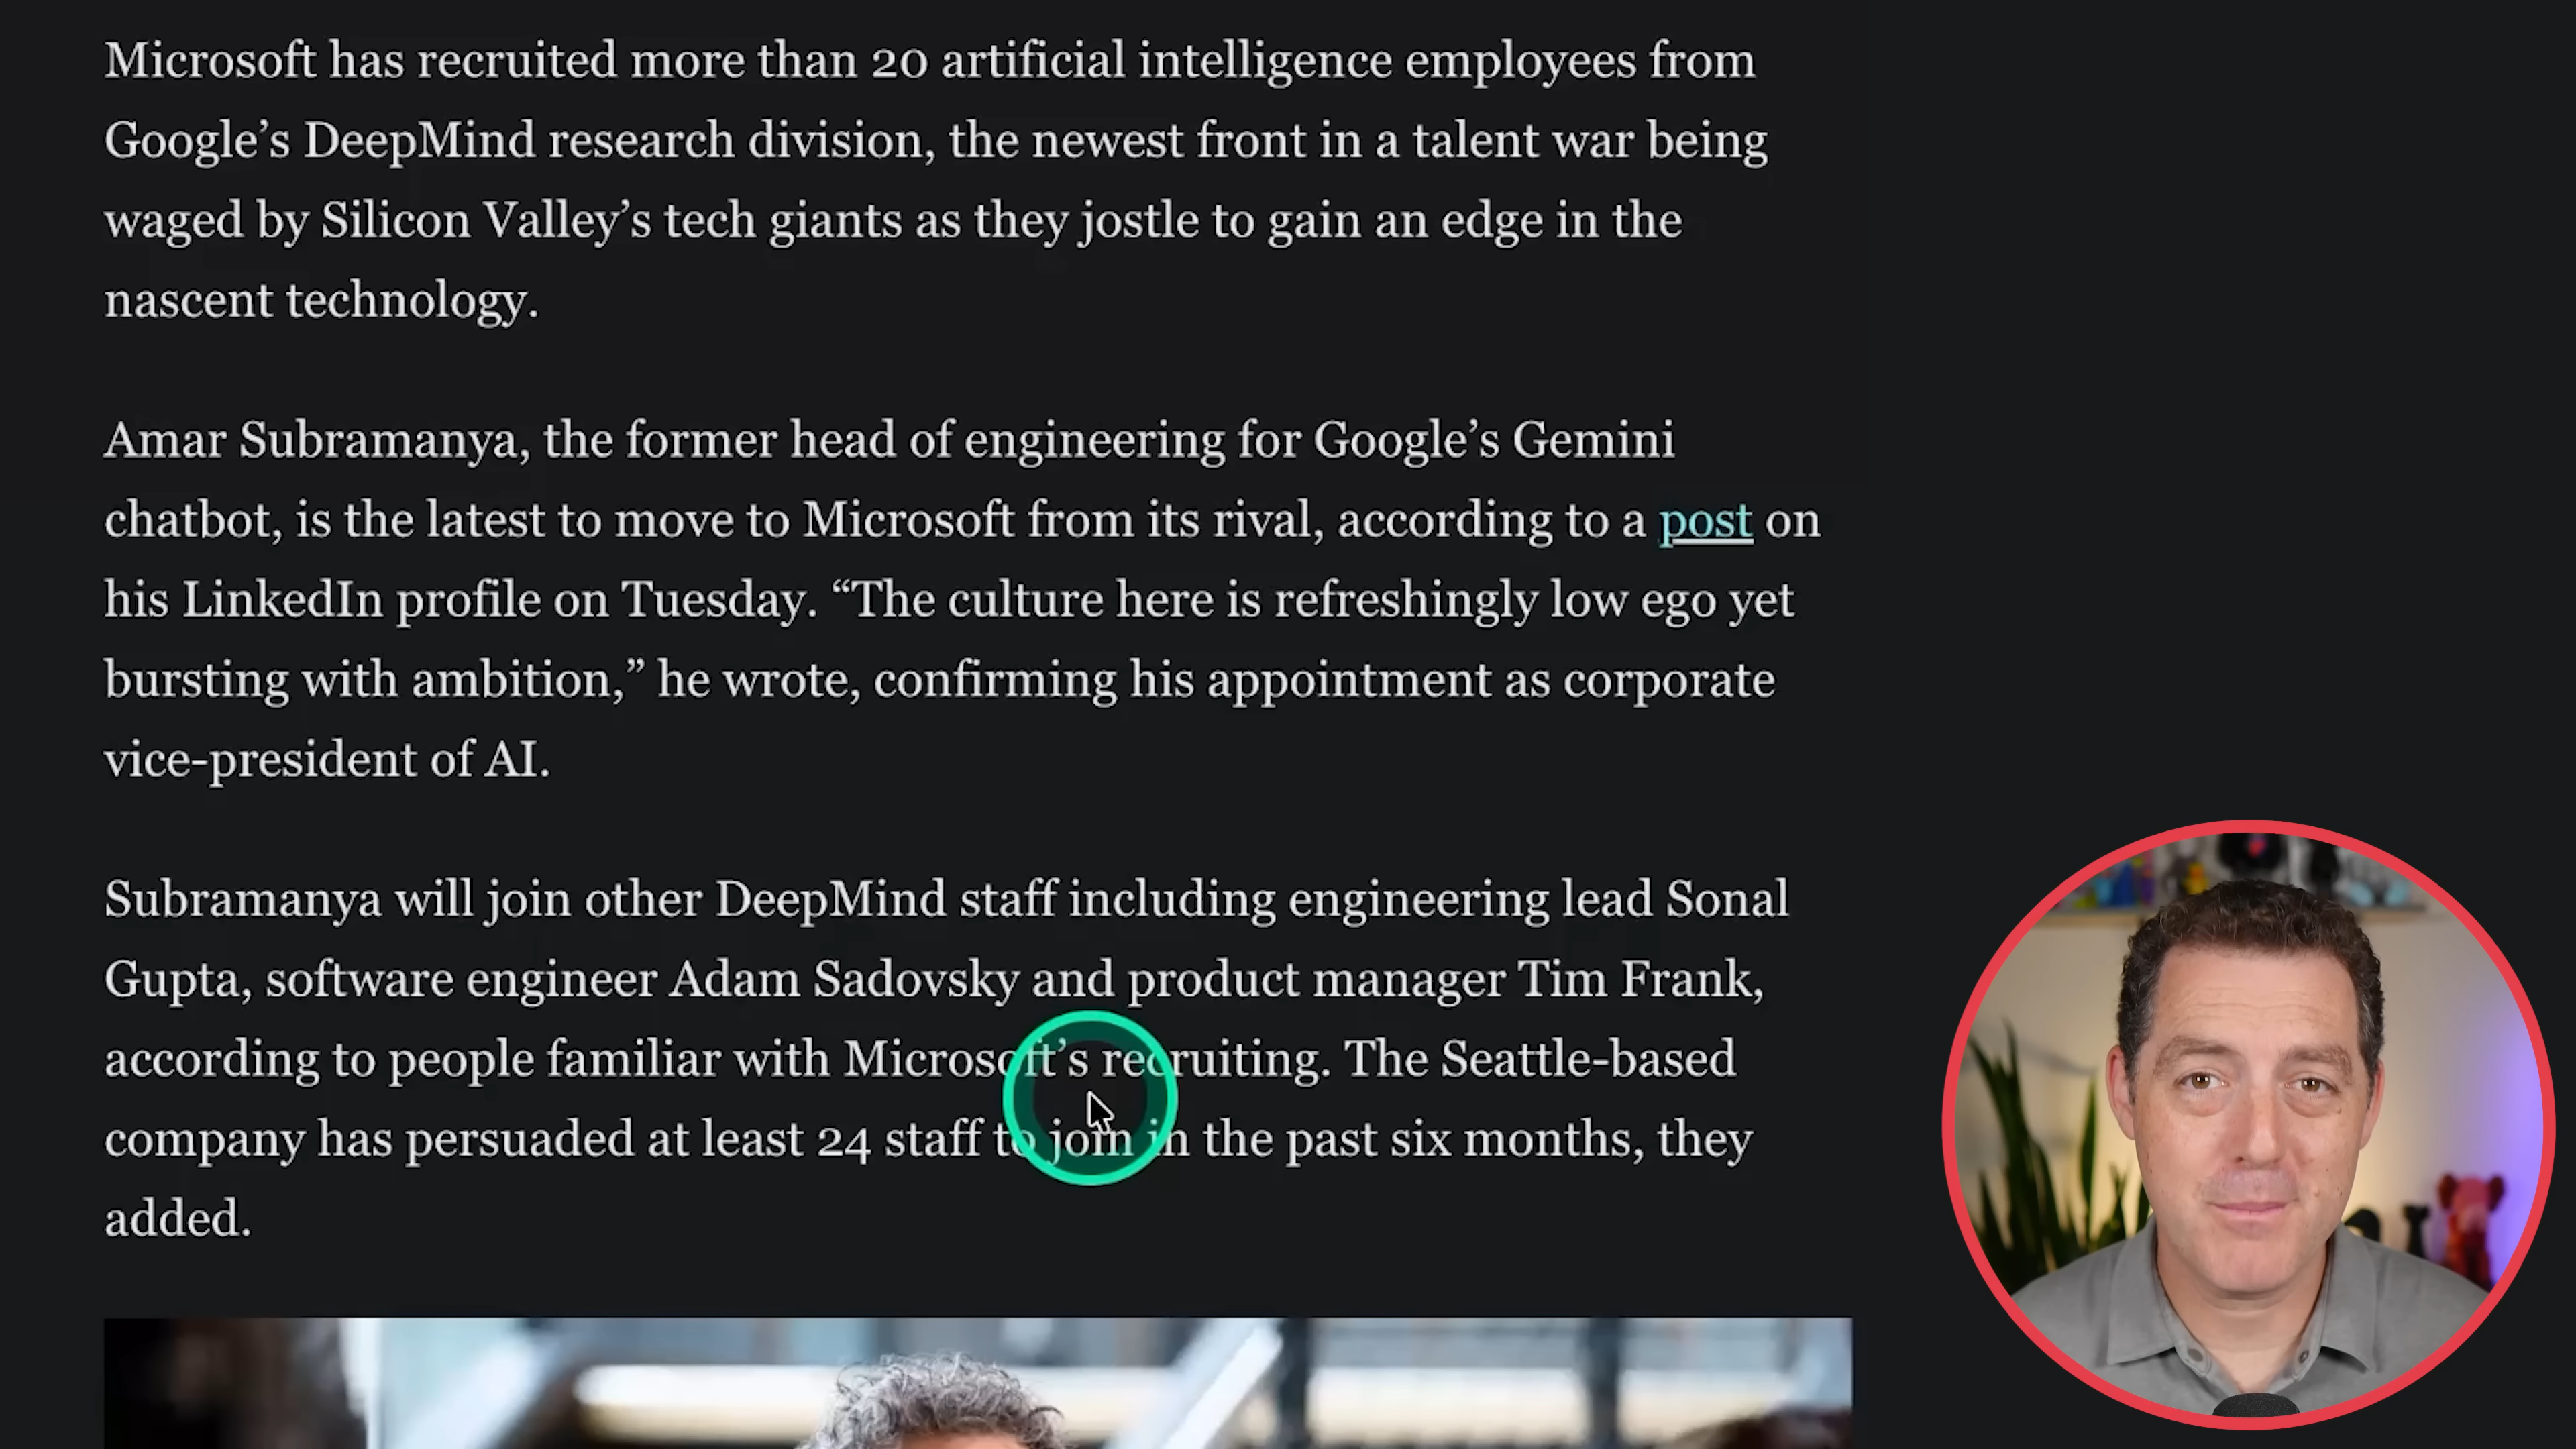 Microsoft has recruited more than 20 artificial intelligence employees from
Google’s DeepMind research division, the newest front in a talent war being
waged by Silicon Valley’s tech giants as they jostle to gain an edge in the
nascent technology.
Amar Subramanya, the former head of engineering for Google’s Gemini
chatbot, is the latest to move to Microsoft from its rival, according to a post on
his LinkedIn profile on Tuesday. “The culture here is refreshingly low ego yet
bursting with ambition,” he wrote, confirming his appointment as corporate
vice-president of AI.
Subramanya will join other DeepMind staff including engineering lead Sonal
Gupta, software engineer Adam Sadovsky and product manager Tim Frank,
according to people familiar with Microsoft’s recruiting. The Seattle-based
company has persuaded at least 24 staff to join in the past six months, they
added.